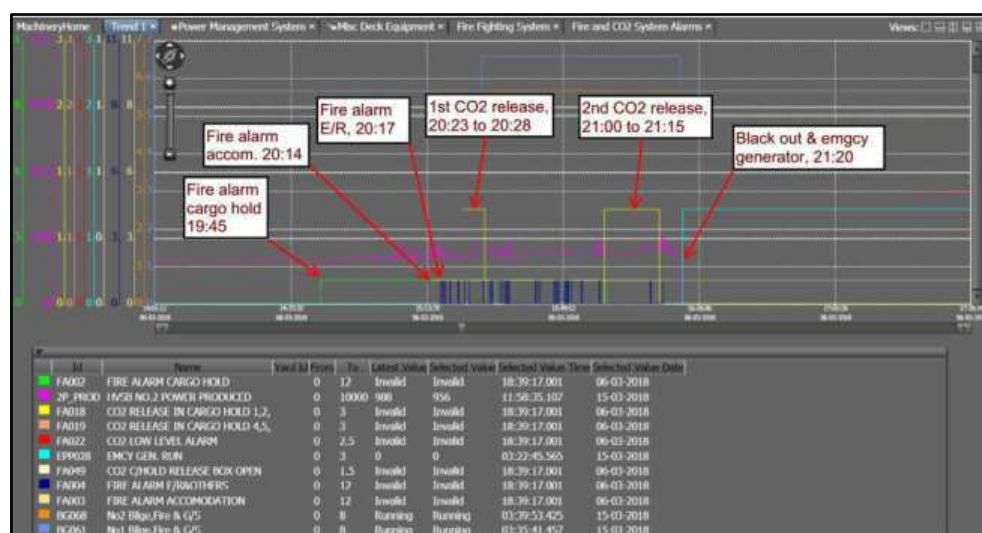 MachineryHome Trend 1 × Power Management System × Misc Deck Equipment × Fire Fighting System × Fire and CO2 System Alarms × Views:
Fire alarm
cargo hold
19:45
Fire alarm
accom. 20:14
Fire alarm
E/R, 20:17
1st CO2 release,
20:23 to 20:28
2nd CO2 release,
21:00 to 21:15
Black out & emgcy
generator, 21:20
Id Name Yard Id From To Latest Value Selected Value Selected Value Time Selected Value Date
FA002 FIRE ALARM CARGO HOLD 0 12 Invalid Invalid 18:39:17.001 06-03-2018
2P_PROD HVSB NO.2 POWER PRODUCED 0 10000 988 956 11:58:35.107 15-03-2018
FA018 CO2 RELEASE IN CARGO HOLD 1,2, 0 3 Invalid Invalid 18:39:17.001 06-03-2018
FA019 CO2 RELEASE IN CARGO HOLD 4,5, 0 3 Invalid Invalid 18:39:17.001 06-03-2018
FA022 CO2 LOW LEVEL ALARM 0 2.5 Invalid Invalid 18:39:17.001 06-03-2018
EPP028 EMCY GEN. RUN 0 3 0 0 03:22:45.565 15-03-2018
FA049 CO2 C/HOLD RELEASE BOX OPEN 0 1.5 Invalid Invalid 18:39:17.001 06-03-2018
FA004 FIRE ALARM E/R&OTHERS 0 12 Invalid Invalid 18:39:17.001 06-03-2018
FA003 FIRE ALARM ACCOMODATION 0 12 Invalid Invalid 18:39:17.001 06-03-2018
BG068 No2 Bilge,Fire & G/S 0 8 Running Running 03:39:53.425 15-03-2018
BG061 No1 Bilge,Fire & G/S 0 8 Running Running 03:35:41.457 15-03-2018